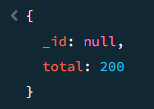 < {
_id: null,
total: 200
}